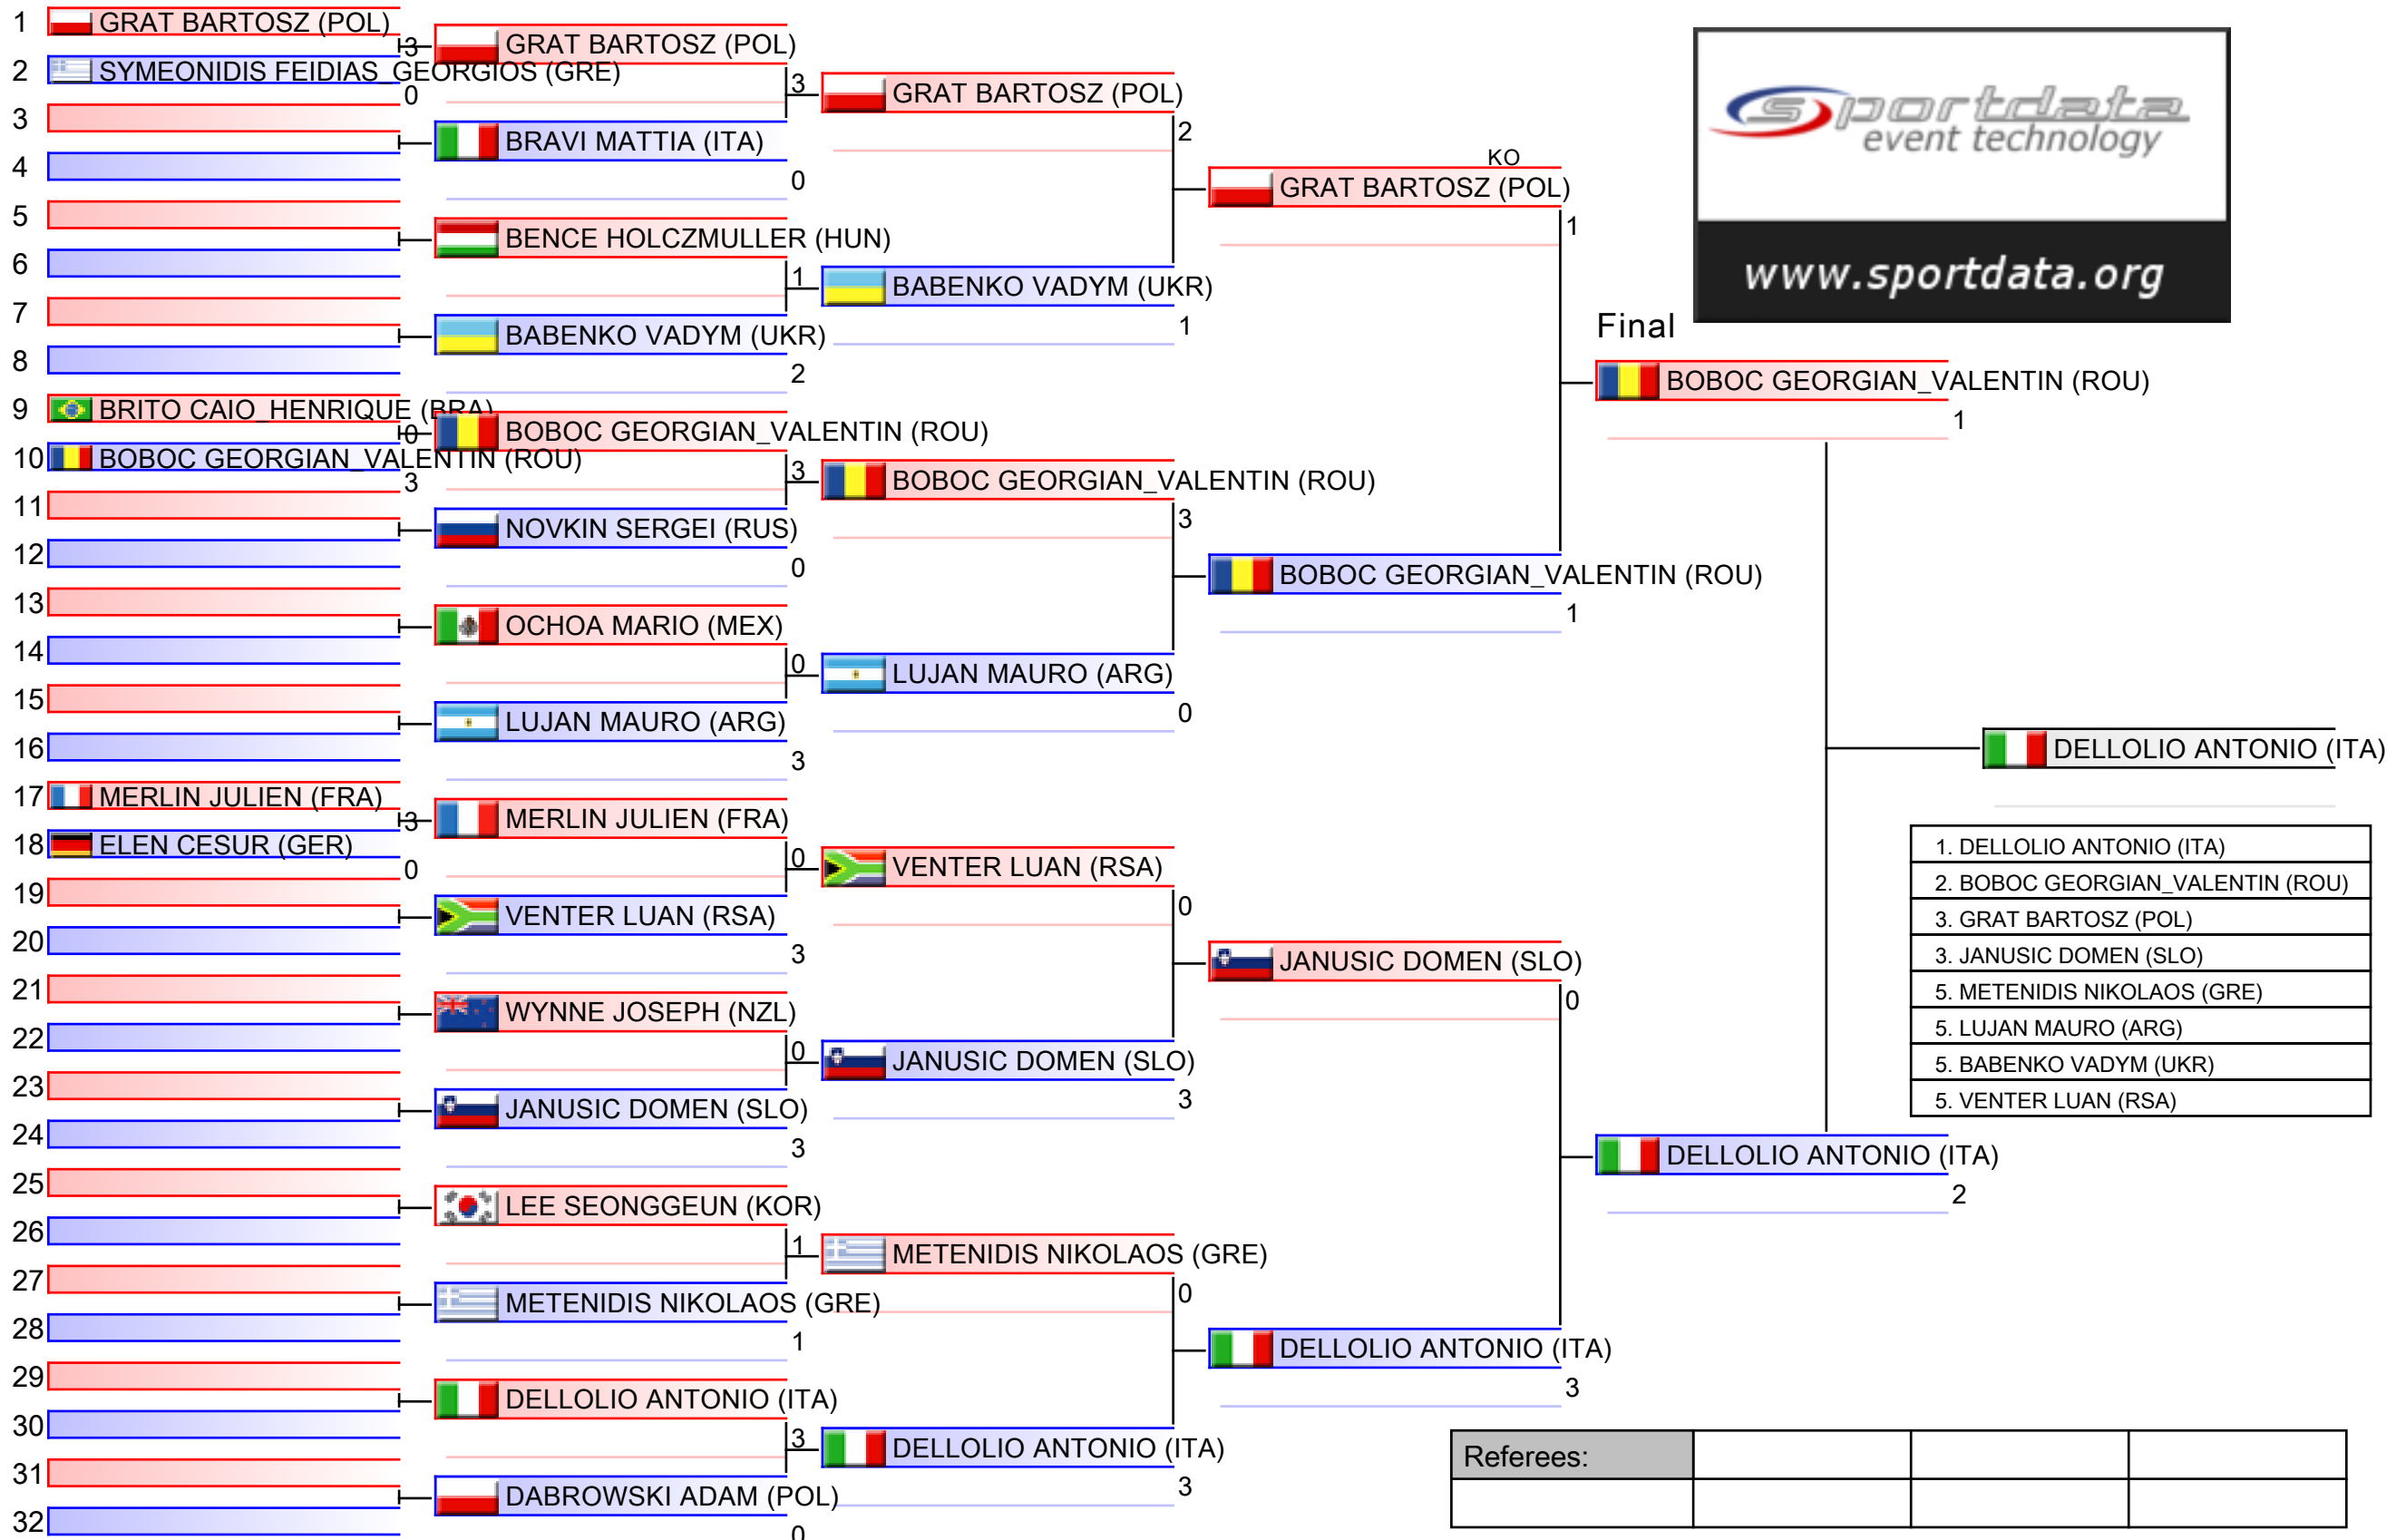 1 GRAT BARTOSZ (POL)
3
2 SYMEONIDIS FEIDIAS_GEORGIOS (GRE)
0
3
4
5
6
7
8
9 BRITO CAIO_HENRIQUE (BRA)
0
10 BOBOC GEORGIAN_VALENTIN (ROU)
3
11
12
13
14
15
16
17 MERLIN JULIEN (FRA)
3
18 ELEN CESUR (GER)
0
19
20
21
22
23
24
25
26
27
28
29
30
31
32
GRAT BARTOSZ (POL)
3
BRAVI MATTIA (ITA)
0
BENCE HOLCZMULLER (HUN)
1
BABENKO VADYM (UKR)
2
BOBOC GEORGIAN_VALENTIN (ROU)
3
NOVKIN SERGEI (RUS)
0
OCHOA MARIO (MEX)
0
LUJAN MAURO (ARG)
3
MERLIN JULIEN (FRA)
0
VENTER LUAN (RSA)
3
WYNNE JOSEPH (NZL)
0
JANUSIC DOMEN (SLO)
3
LEE SEONGGEUN (KOR)
1
METENIDIS NIKOLAOS (GRE)
1
DELLOLIO ANTONIO (ITA)
3
DABROWSKI ADAM (POL)
0
GRAT BARTOSZ (POL)
2
BABENKO VADYM (UKR)
1
BOBOC GEORGIAN_VALENTIN (ROU)
3
LUJAN MAURO (ARG)
0
VENTER LUAN (RSA)
0
JANUSIC DOMEN (SLO)
3
METENIDIS NIKOLAOS (GRE)
0
DELLOLIO ANTONIO (ITA)
3
KO
GRAT BARTOSZ (POL)
1
BOBOC GEORGIAN_VALENTIN (ROU)
1
JANUSIC DOMEN (SLO)
0
DELLOLIO ANTONIO (ITA)
3
Final
BOBOC GEORGIAN_VALENTIN (ROU)
1
DELLOLIO ANTONIO (ITA)
2
DELLOLIO ANTONIO (ITA)
sportdata
event technology
www.sportdata.org
1. DELLOLIO ANTONIO (ITA)
2. BOBOC GEORGIAN_VALENTIN (ROU)
3. GRAT BARTOSZ (POL)
3. JANUSIC DOMEN (SLO)
5. METENIDIS NIKOLAOS (GRE)
5. LUJAN MAURO (ARG)
5. BABENKO VADYM (UKR)
5. VENTER LUAN (RSA)
Referees: